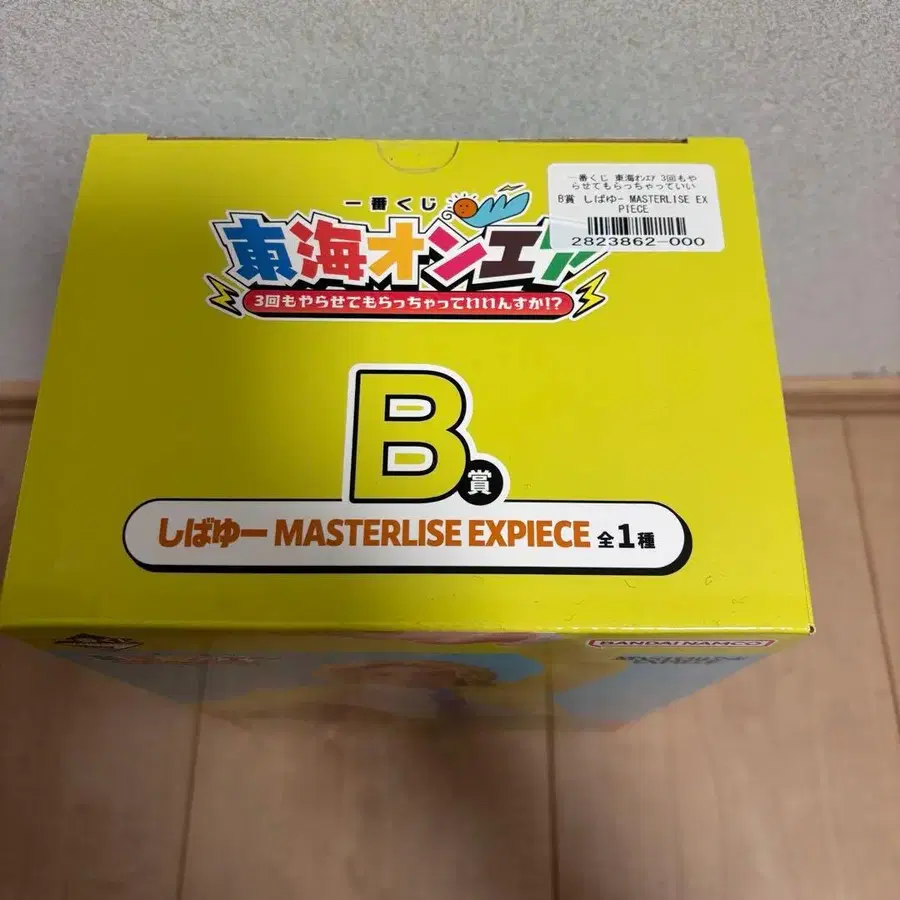 一番くじ
東海オンエア
3回もやらせてもらっちゃっていいんすか!?
一番くじ 東海ｵﾝｴｱ 3回もや
らせてもらっちゃっていい
B賞 しばゆー MASTERLISE EX
PIECE
2823862-000
B賞
しばゆー MASTERLISE EXPIECE 全1種
BANDAI NAMCO